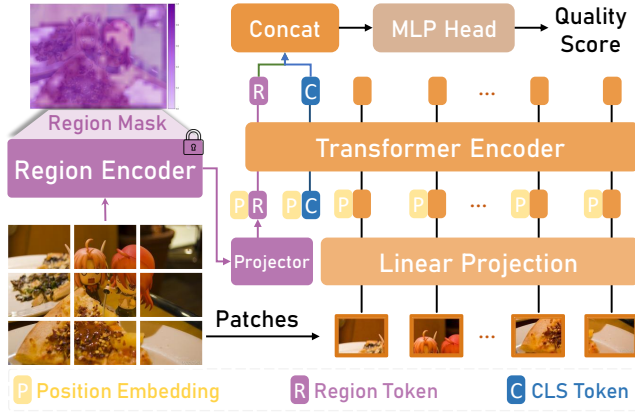 Concat
MLP Head
Quality
Score
R
C
...
Region Mask
Transformer Encoder
Region Encoder
P R
P C
P
P
...
P
P
Projector
Linear Projection
Patches
...
P Position Embedding
R Region Token
C CLS Token